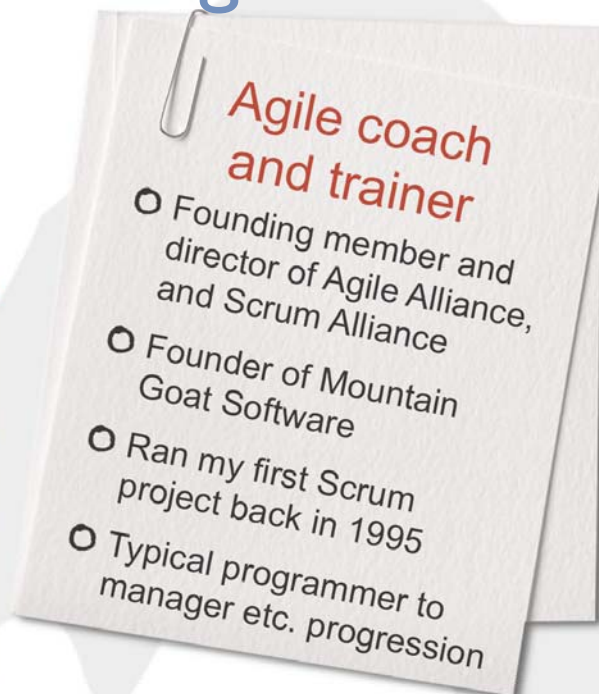 Agile coach
and trainer
Founding member and
director of Agile Alliance,
and Scrum Alliance
Founder of Mountain
Goat Software
Ran my first Scrum
project back in 1995
Typical programmer to
manager etc. progression